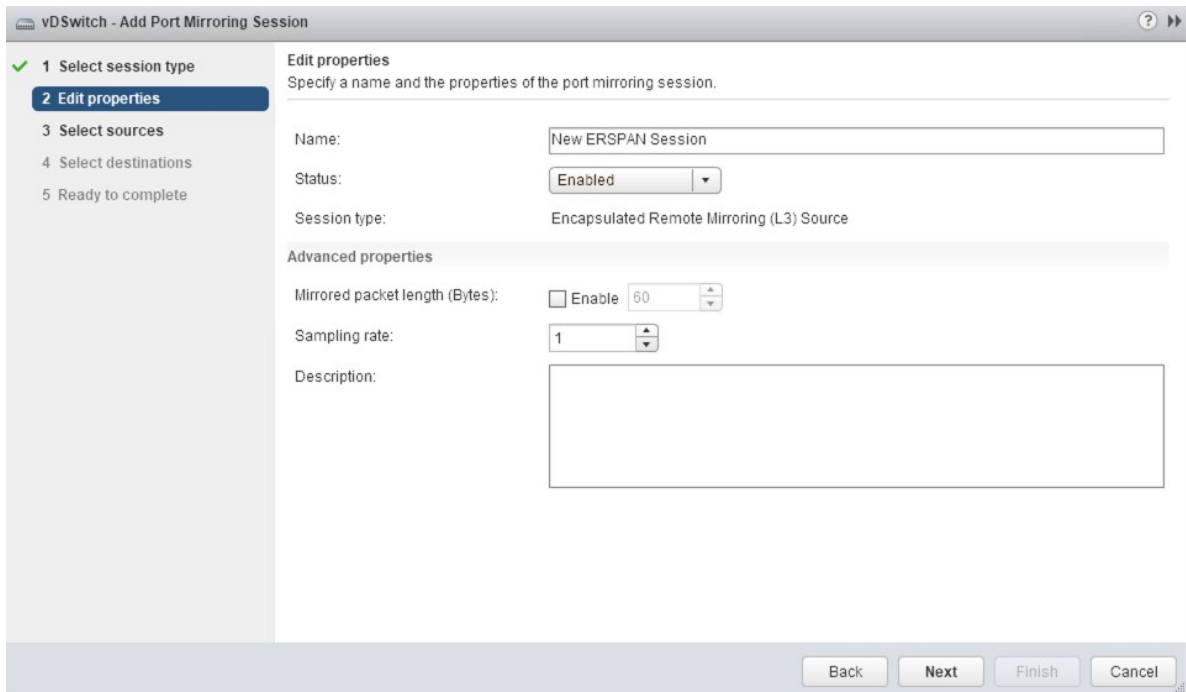 vDSwitch - Add Port Mirroring Session
?
1 Select session type
2 Edit properties
3 Select sources
4 Select destinations
5 Ready to complete
Edit properties
Specify a name and the properties of the port mirroring session.
Name: New ERSPAN Session
Status: Enabled
Session type: Encapsulated Remote Mirroring (L3) Source
Advanced properties
Mirrored packet length (Bytes): Enable 60
Sampling rate: 1
Description:
Back Next Finish Cancel